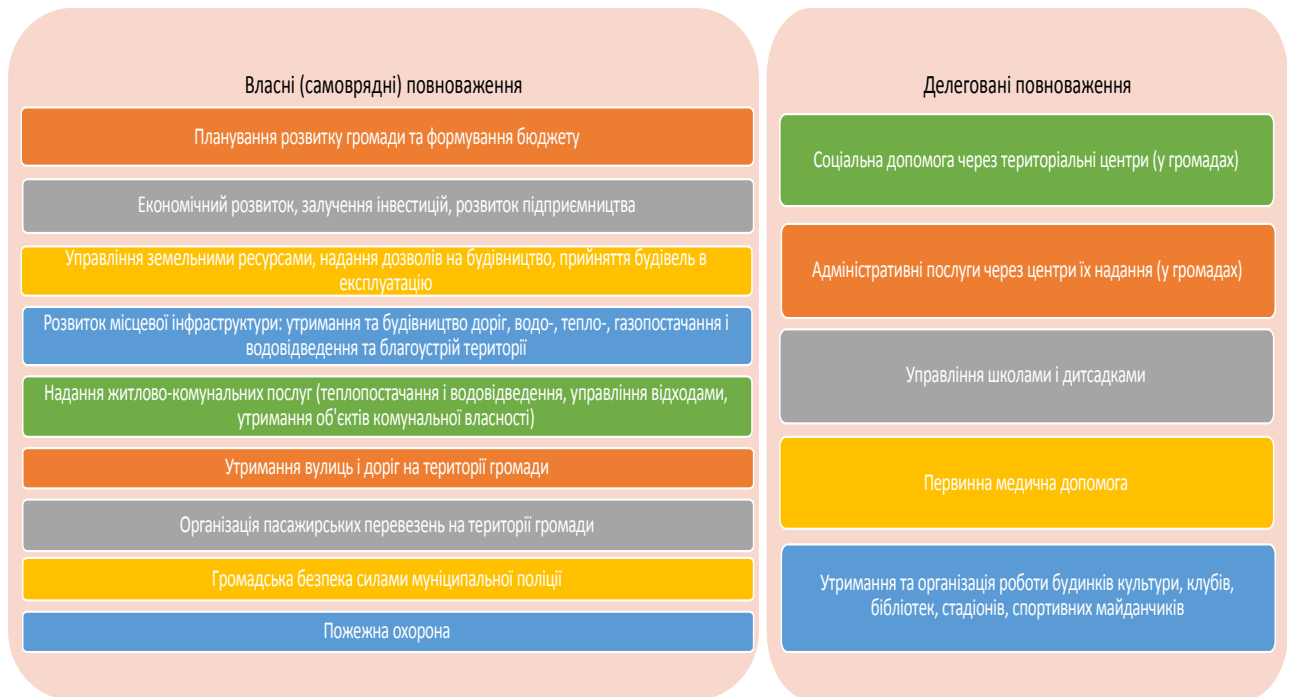 Власні (самоврядні) повноваження
Планування розвитку громади та формування бюджету
Економічний розвиток, залучення інвестицій, розвиток підприємництва
Управління земельними ресурсами, надання дозволів на будівництво, прийняття будівель в
експлуатацію
Розвиток місцевої інфраструктури: утримання та будівництво доріг, водо-, тепло-, газопостачання і
водовідведення та благоустрій території
Надання житлово-комунальних послуг (теплопостачання і водовідведення, управління відходами,
утримання об'єктів комунальної власності)
Утримання вулиць і доріг на території громади
Організація пасажирських перевезень на території громади
Громадська безпека силами муніципальної поліції
Пожежна охорона
Делеговані повноваження
Соціальна допомога через територіальні центри (у громадах)
Адміністративні послуги через центри їх надання (у громадах)
Управління школами і дитсадками
Первинна медична допомога
Утримання та організація роботи будинків культури, клубів,
бібліотек, стадіонів, спортивних майданчиків